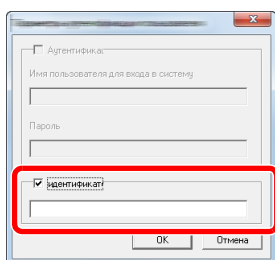 Аутентифика
Имя пользователя для входа в систему
Пароль
идентификат
OK
Отмена